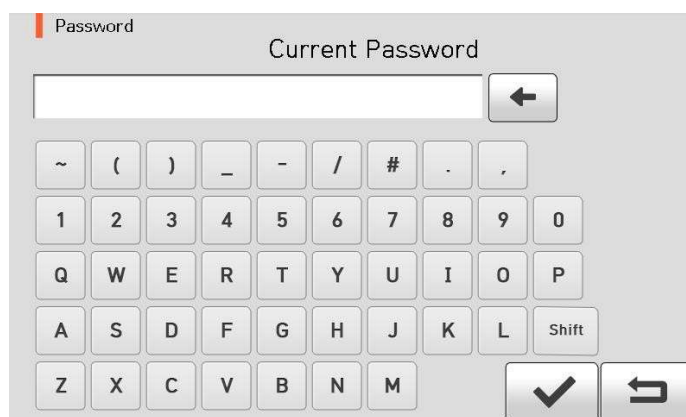 Password
Current Password
~ ( ) _ - / # . ,
1 2 3 4 5 6 7 8 9 0
Q W E R T Y U I O P
A S D F G H J K L Shift
Z X C V B N M